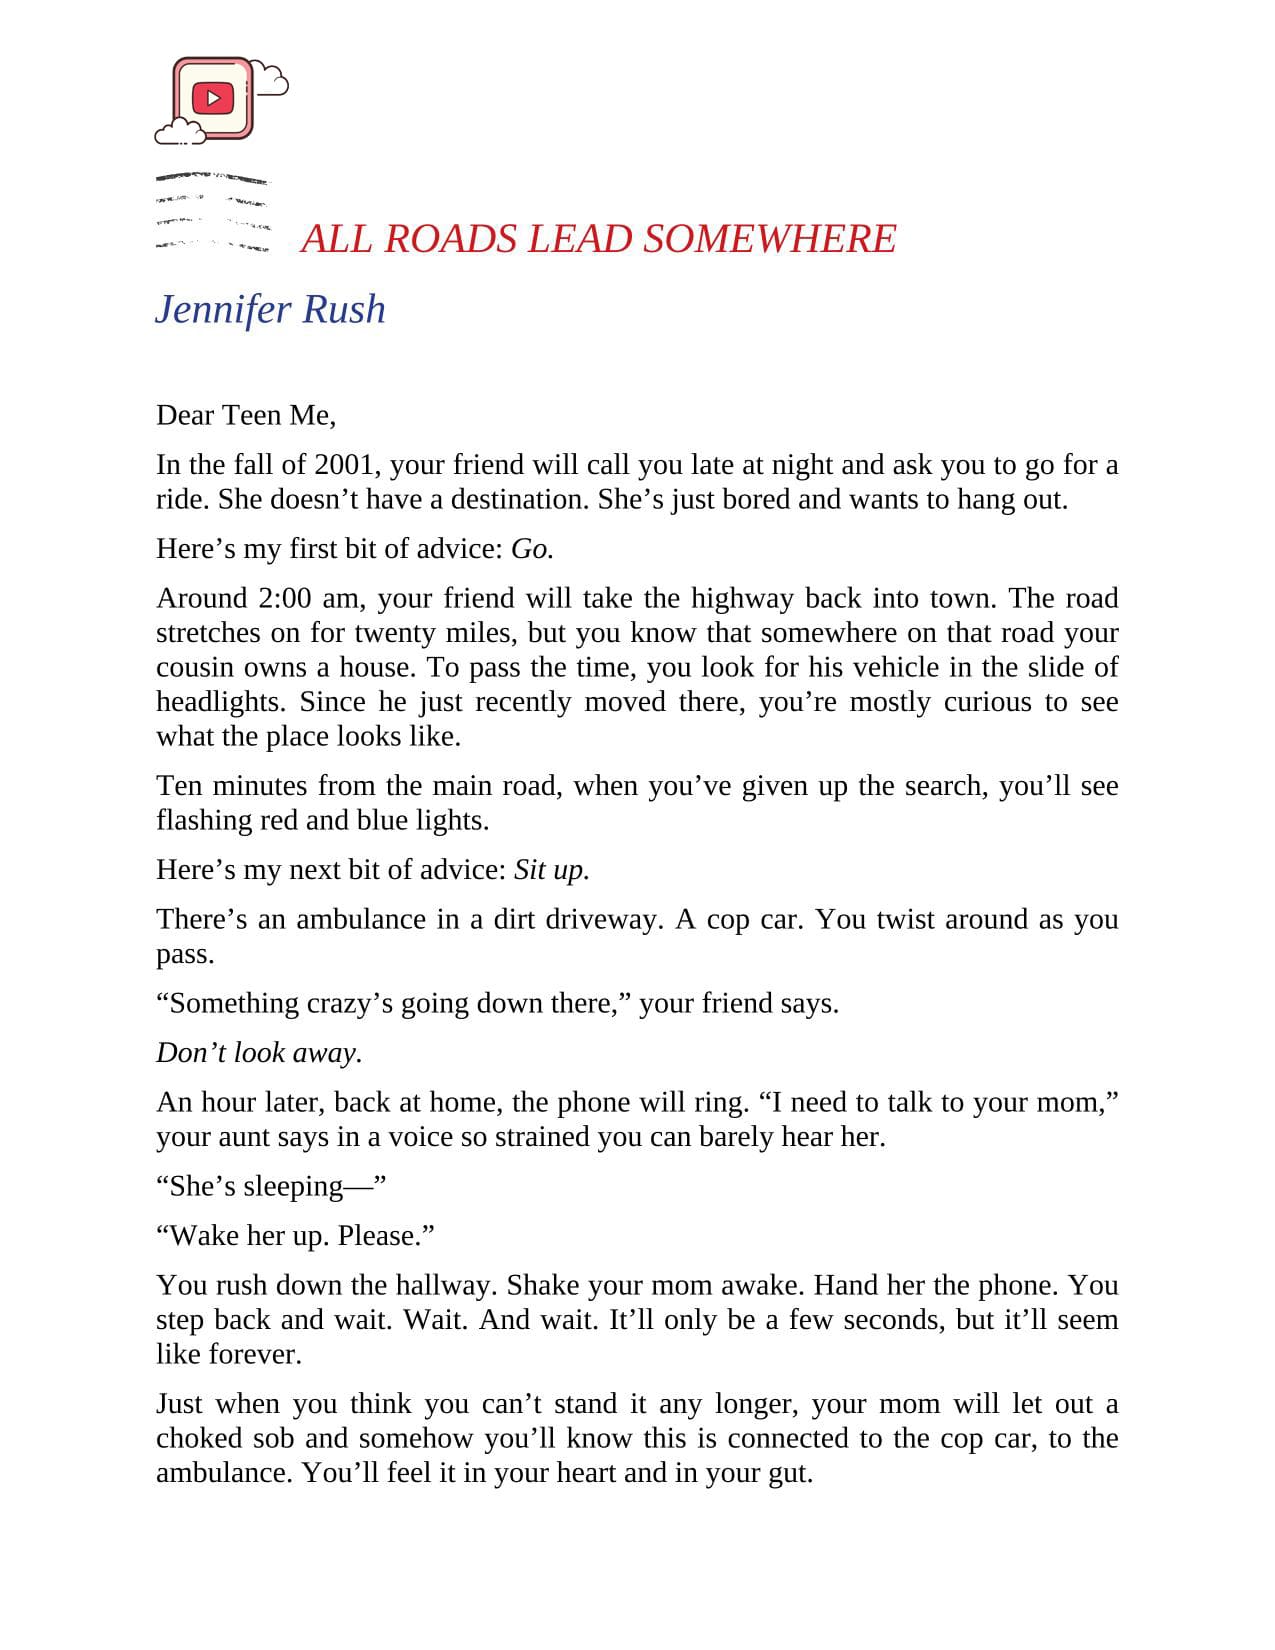 ALL ROADS LEAD SOMEWHERE
Jennifer Rush
Dear Teen Me,
In the fall of 2001, your friend will call you late at night and ask you to go for a
ride. She doesn’t have a destination. She’s just bored and wants to hang out.
Here’s my first bit of advice: Go.
Around 2:00 am, your friend will take the highway back into town. The road
stretches on for twenty miles, but you know that somewhere on that road your
cousin owns a house. To pass the time, you look for his vehicle in the slide of
headlights. Since he just recently moved there, you’re mostly curious to see
what the place looks like.
Ten minutes from the main road, when you’ve given up the search, you’ll see
flashing red and blue lights.
Here’s my next bit of advice: Sit up.
There’s an ambulance in a dirt driveway. A cop car. You twist around as you
pass.
“Something crazy’s going down there,” your friend says.
Don’t look away.
An hour later, back at home, the phone will ring. “I need to talk to your mom,”
your aunt says in a voice so strained you can barely hear her.
“She’s sleeping—”
“Wake her up. Please.”
You rush down the hallway. Shake your mom awake. Hand her the phone. You
step back and wait. Wait. And wait. It’ll only be a few seconds, but it’ll seem
like forever.
Just when you think you can’t stand it any longer, your mom will let out a
choked sob and somehow you’ll know this is connected to the cop car, to the
ambulance. You’ll feel it in your heart and in your gut.